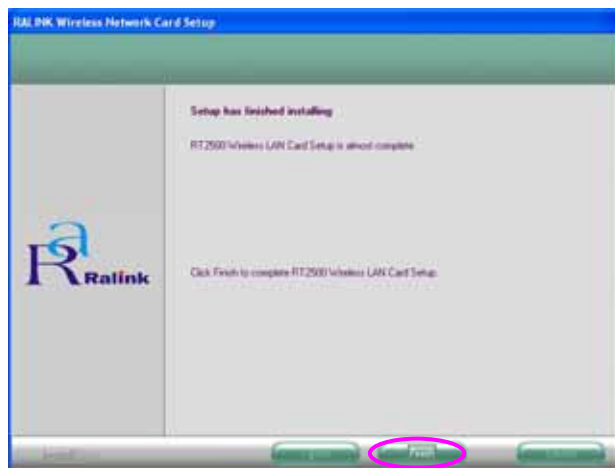 RALINK Wireless Network Card Setup
Setup has finished installing
RT2500 Wireless LAN Card Setup is almost complete
Ralink
Click Finish to complete RT2500 Wireless LAN Card Setup.
Finish